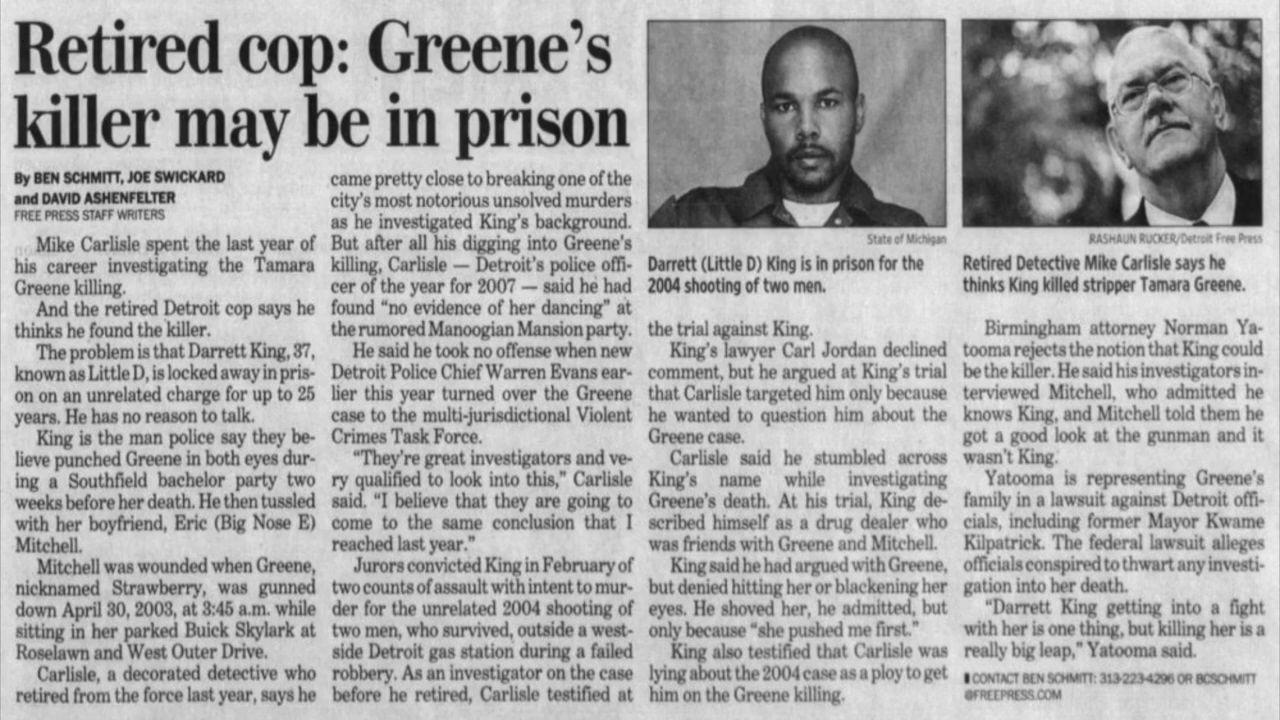 Retired cop: Greene's
killer may be in prison
By BEN SCHMITT, JOE SWICKARD
and DAVID ASHENFELTER
FREE PRESS STAFF WRITERS
Mike Carlisle spent the last year of
his career investigating the Tamara
Greene killing.
And the retired Detroit cop says he
thinks he found the killer.
The problem is that Darrett King, 37,
known as Little D, is locked away in pris-
on on an unrelated charge for up to 25
years. He has no reason to talk.
King is the man police say they be-
lieve punched Greene in both eyes dur-
ing a Southfield bachelor party two
weeks before her death. He then tussled
with her boyfriend, Eric (Big Nose E)
Mitchell.
Mitchell was wounded when Greene,
nicknamed Strawberry, was gunned
down April 30, 2003, at 3:45 a.m. while
sitting in her parked Buick Skylark at
Roselawn and West Outer Drive.
Carlisle, a decorated detective who
retired from the force last year, says he
came pretty close to breaking one of the
city's most notorious unsolved murders
as he investigated King's background.
But after all his digging into Greene's
killing, Carlisle — Detroit's police offi-
cer of the year for 2007 — said he had
found "no evidence of her dancing" at
the rumored Manoogian Mansion party.
He said he took no offense when new
Detroit Police Chief Warren Evans ear-
lier this year turned over the Greene
case to the multi-jurisdictional Violent
Crimes Task Force.
"They're great investigators and ve-
ry qualified to look into this," Carlisle
said. "I believe that they are going to
come to the same conclusion that I
reached last year."
Jurors convicted King in February of
two counts of assault with intent to mur-
der for the unrelated 2004 shooting of
two men, who survived, outside a west-
side Detroit gas station during a failed
robbery. As an investigator on the case
before he retired, Carlisle testified at
State of Michigan
Darrett (Little D) King is in prison for the
2004 shooting of two men.
the trial against King.
King's lawyer Carl Jordan declined
comment, but he argued at King's trial
that Carlisle targeted him only because
he wanted to question him about the
Greene case.
Carlisle said he stumbled across
King's name while investigating
Greene's death. At his trial, King de-
scribed himself as a drug dealer who
was friends with Greene and Mitchell.
King said he had argued with Greene,
but denied hitting her or blackening her
eyes. He shoved her, he admitted, but
only because "she pushed me first."
King also testified that Carlisle was
lying about the 2004 case as a ploy to get
him on the Greene killing.
RASHAUN RUCKER/Detroit Free Press
Retired Detective Mike Carlisle says he
thinks King killed stripper Tamara Greene.
Birmingham attorney Norman Ya-
tooma rejects the notion that King could
be the killer. He said his investigators in-
terviewed Mitchell, who admitted he
knows King, and Mitchell told them he
got a good look at the gunman and it
wasn't King.
Yatooma is representing Greene's
family in a lawsuit against Detroit offi-
cials, including former Mayor Kwame
Kilpatrick. The federal lawsuit alleges
officials conspired to thwart any investi-
gation into her death.
"Darrett King getting into a fight
with her is one thing, but killing her is a
really big leap," Yatooma said.
CONTACT BEN SCHMITT: 313-223-4296 OR BCSCHMITT
@FREEPRESS.COM